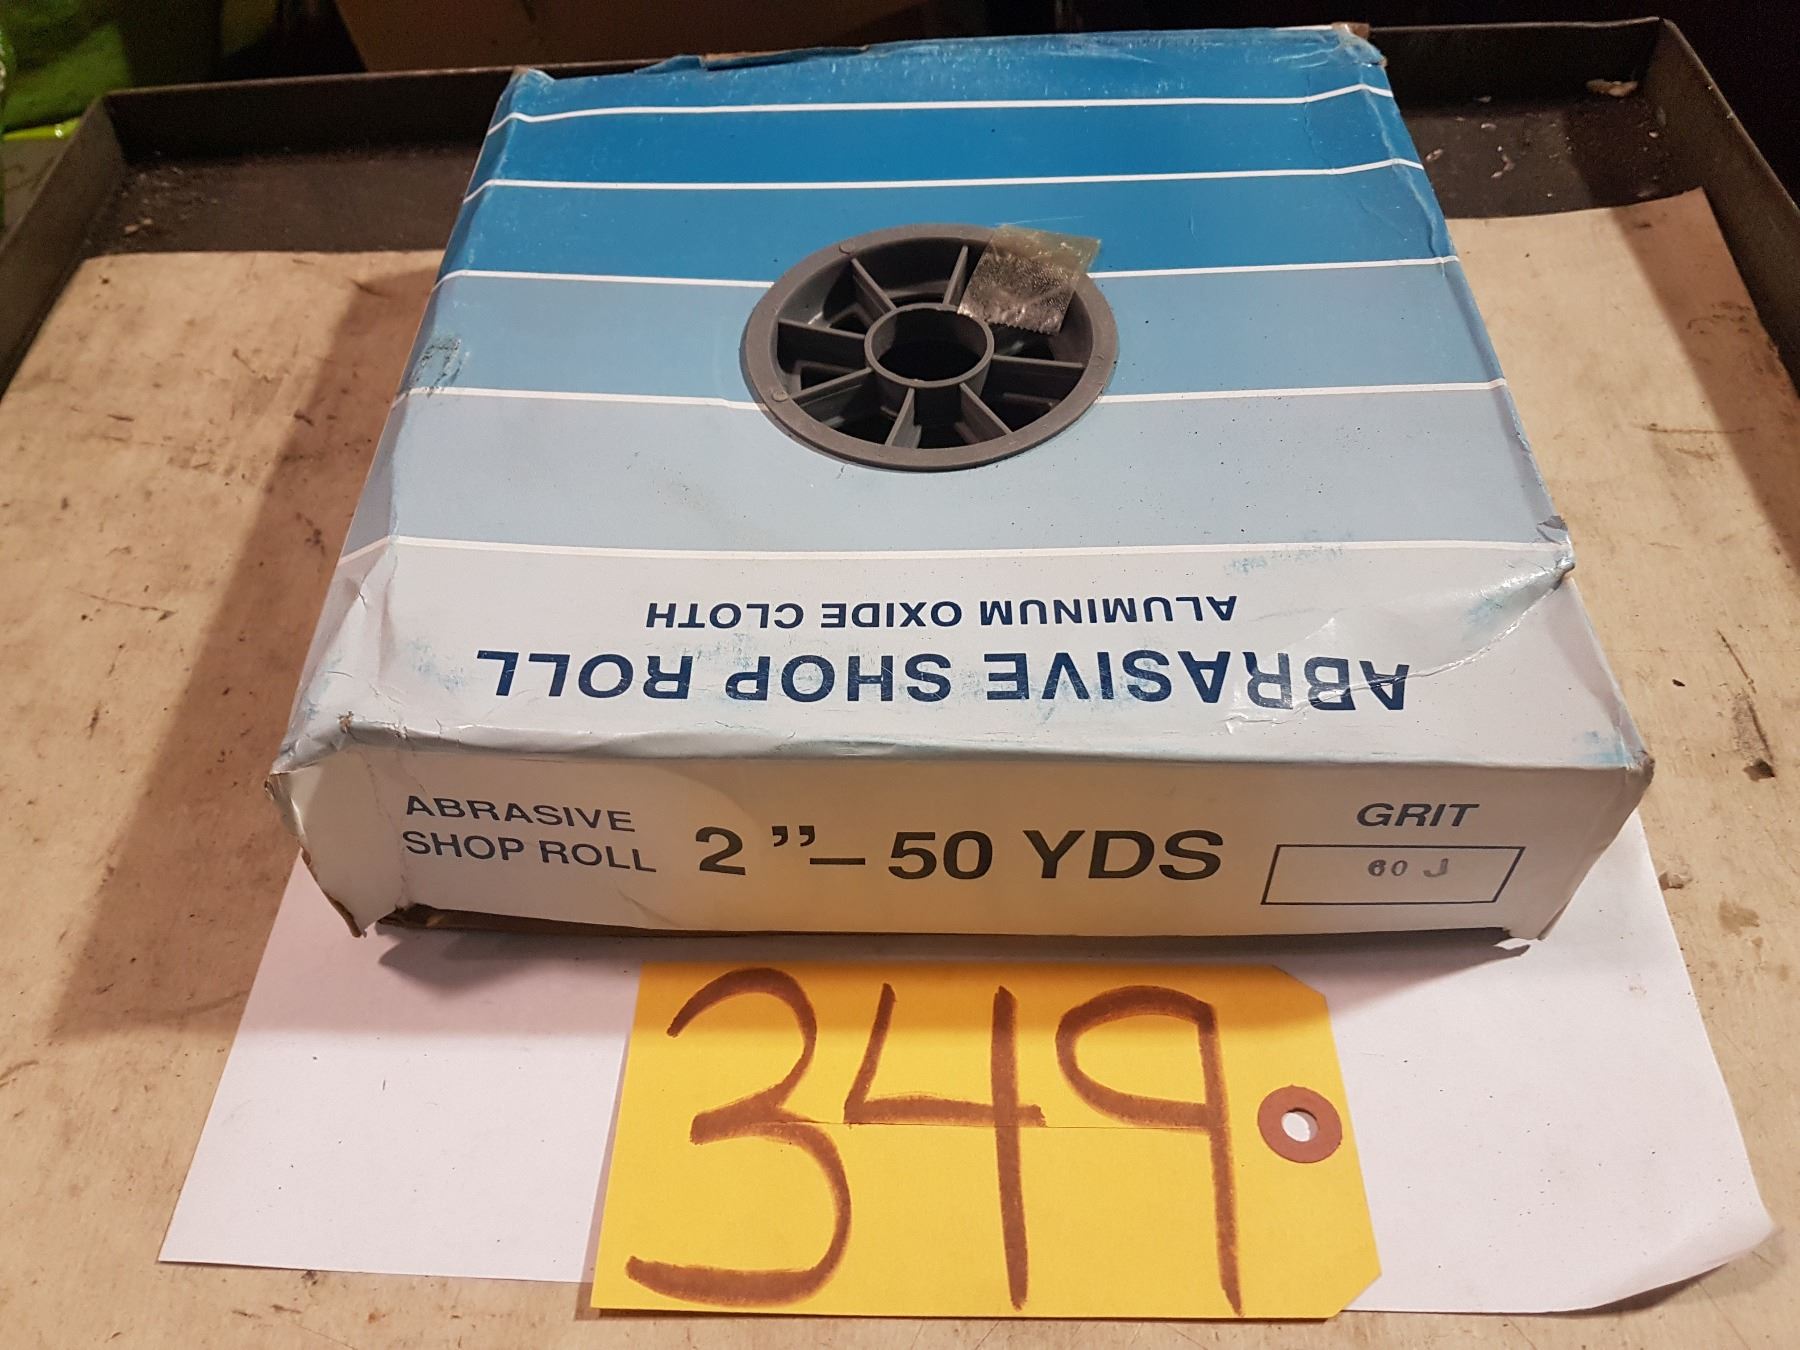 ALUMINUM OXIDE CLOTH
ABRASIVE SHOP ROLL
ABRASIVE
SHOP ROLL
2" – 50 YDS
GRIT
60 J
349